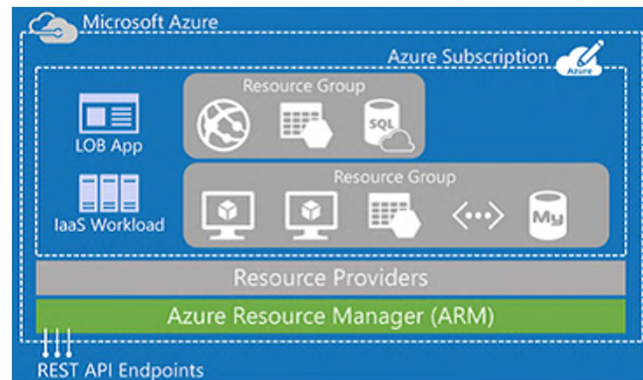 Microsoft Azure
Azure Subscription
Azure
Resource Group
SQL
LOB App
Resource Group
My
IaaS Workload
Resource Providers
Azure Resource Manager (ARM)
REST API Endpoints